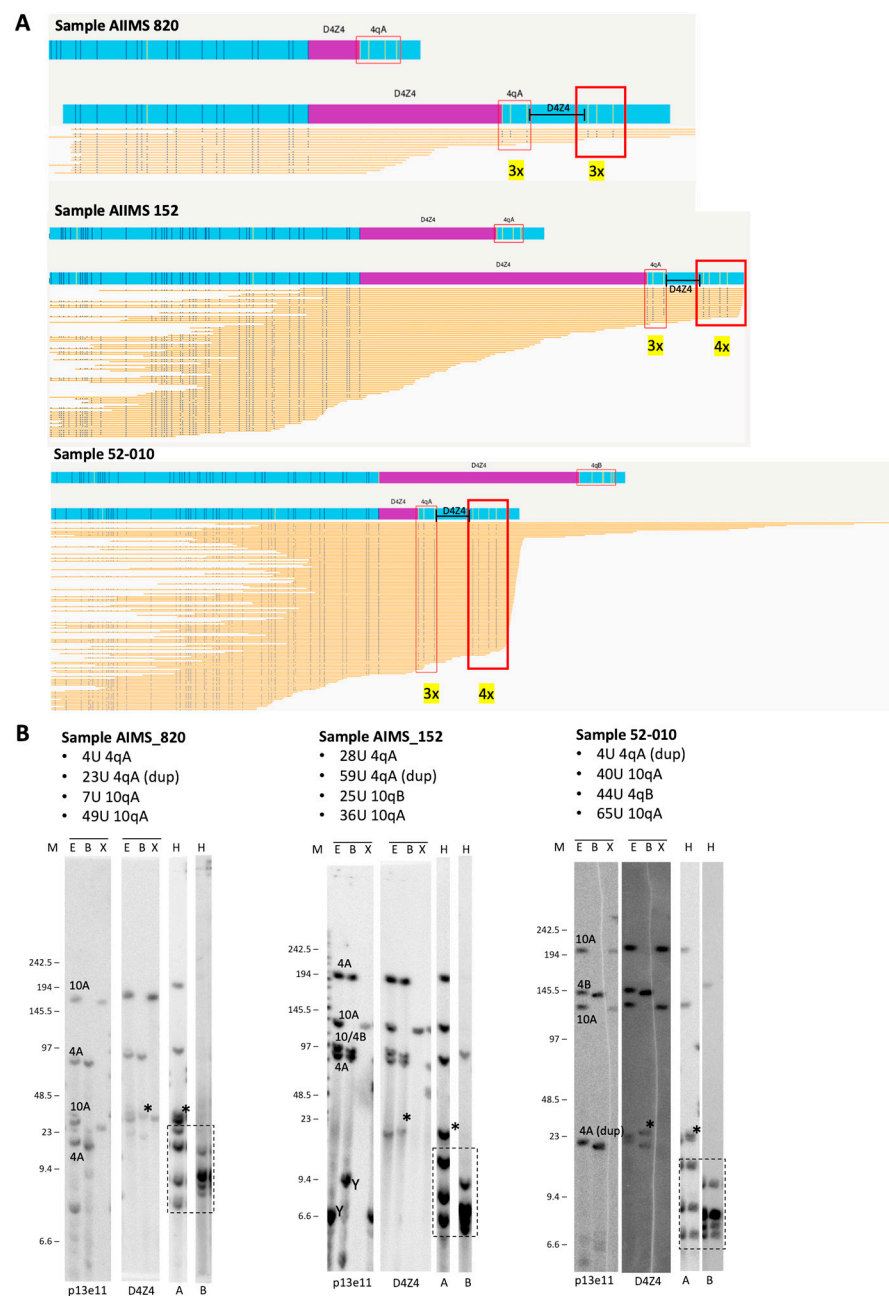 A
Sample AIIMS 820
D4Z4
4qA
D4Z4
4qA
D4Z4
3x
3x
Sample AIIMS 152
D4Z4
4qA
D4Z4
4qA
D4Z4
3x
4x
Sample 52-010
D4Z4
4qB
D4Z4
4qA
D4Z4
3x
4x
B
Sample AIMS_820
• 4U 4qA
• 23U 4qA (dup)
• 7U 10qA
• 49U 10qA
M E B X E B X H H
242.5
194
145.5
97
48.5
23
9.4
6.6
10A
4A
10A
4A
*
*
p13e11 D4Z4 A B
Sample AIMS_152
• 28U 4qA
• 59U 4qA (dup)
• 25U 10qB
• 36U 10qA
M E B X E B X H H
242.5
194
145.5
97
48.5
23
9.4
6.6
4A
10A
10/4B
4A
Y
Y
*
*
p13e11 D4Z4 A B
Sample 52-010
• 4U 4qA (dup)
• 40U 10qA
• 44U 4qB
• 65U 10qA
M E B X E B X H H
242.5
194
145.5
97
48.5
23
9.4
6.6
10A
4B
10A
4A (dup)
*
*
p13e11 D4Z4 A B